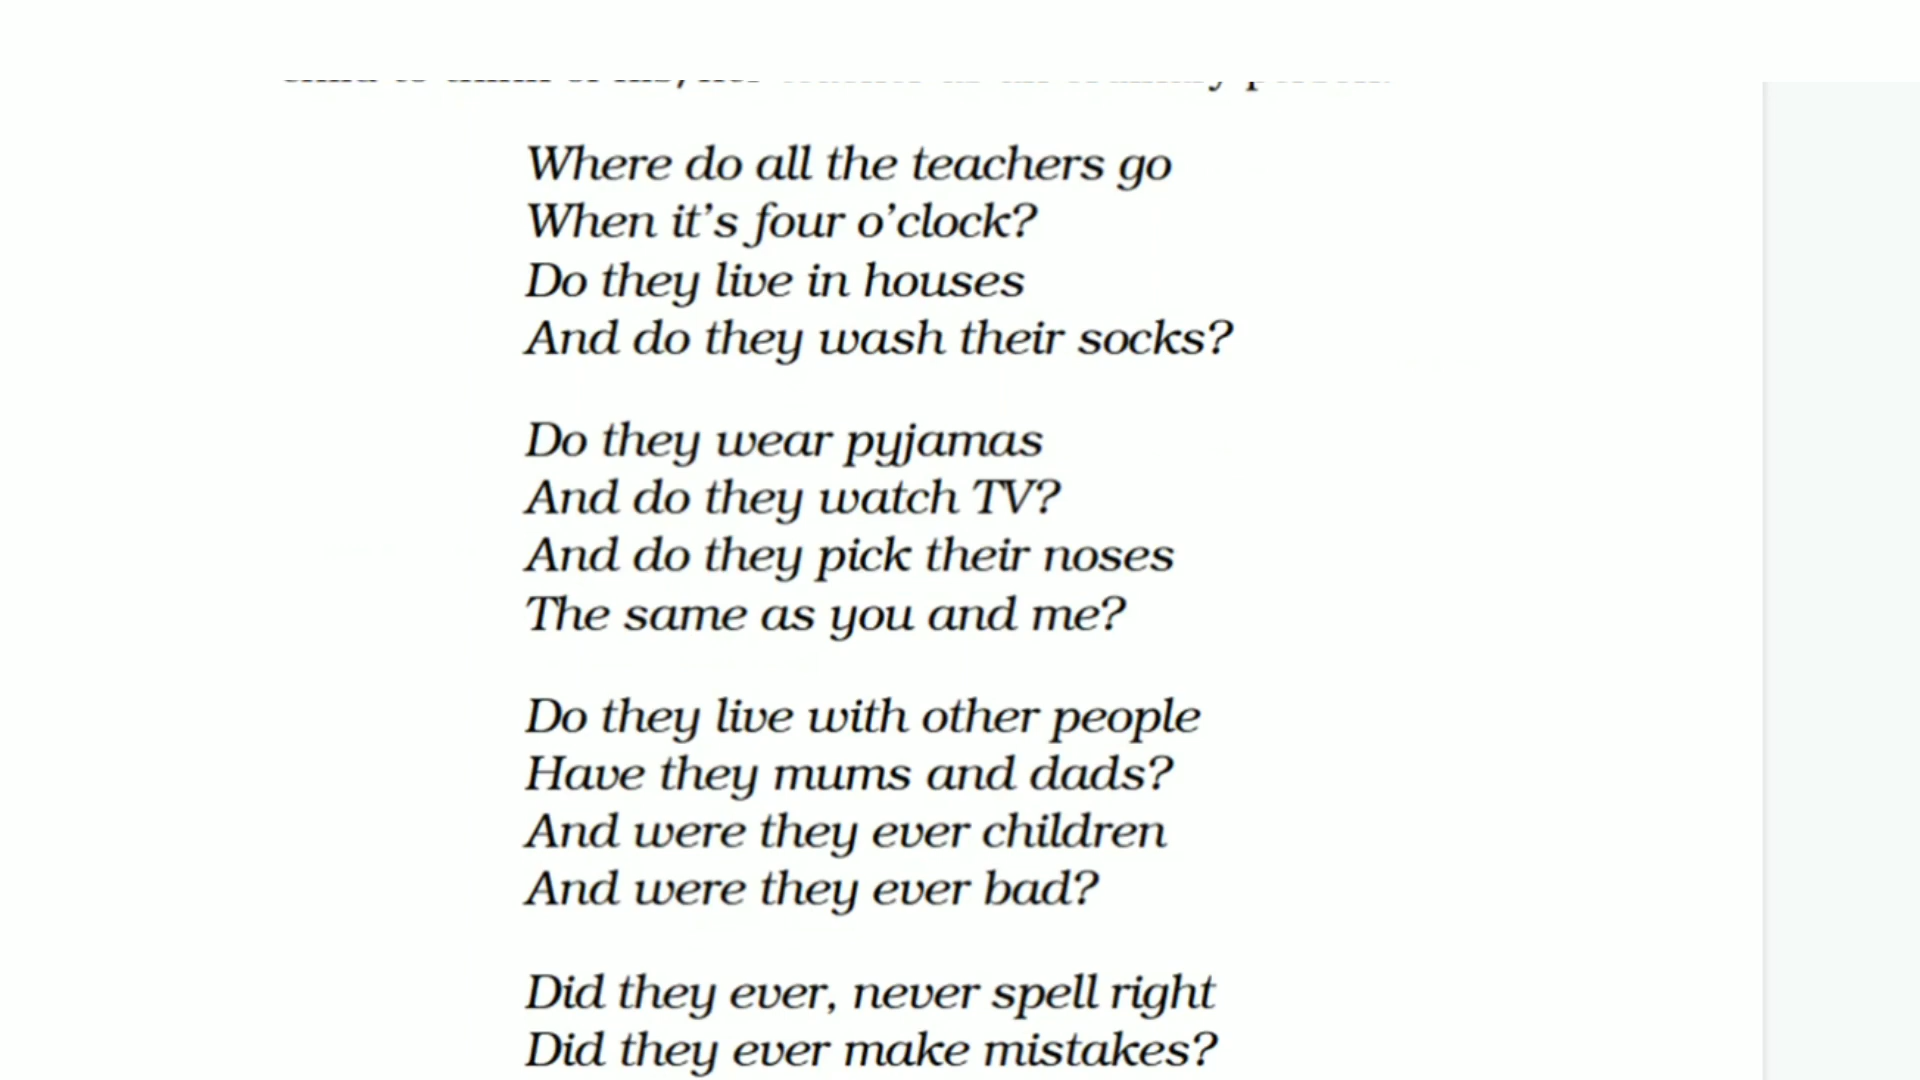 Where do all the teachers go
When it's four o'clock?
Do they live in houses
And do they wash their socks?
Do they wear pyjamas
And do they watch TV?
And do they pick their noses
The same as you and me?
Do they live with other people
Have they mums and dads?
And were they ever children
And were they ever bad?
Did they ever, never spell right
Did they ever make mistakes?